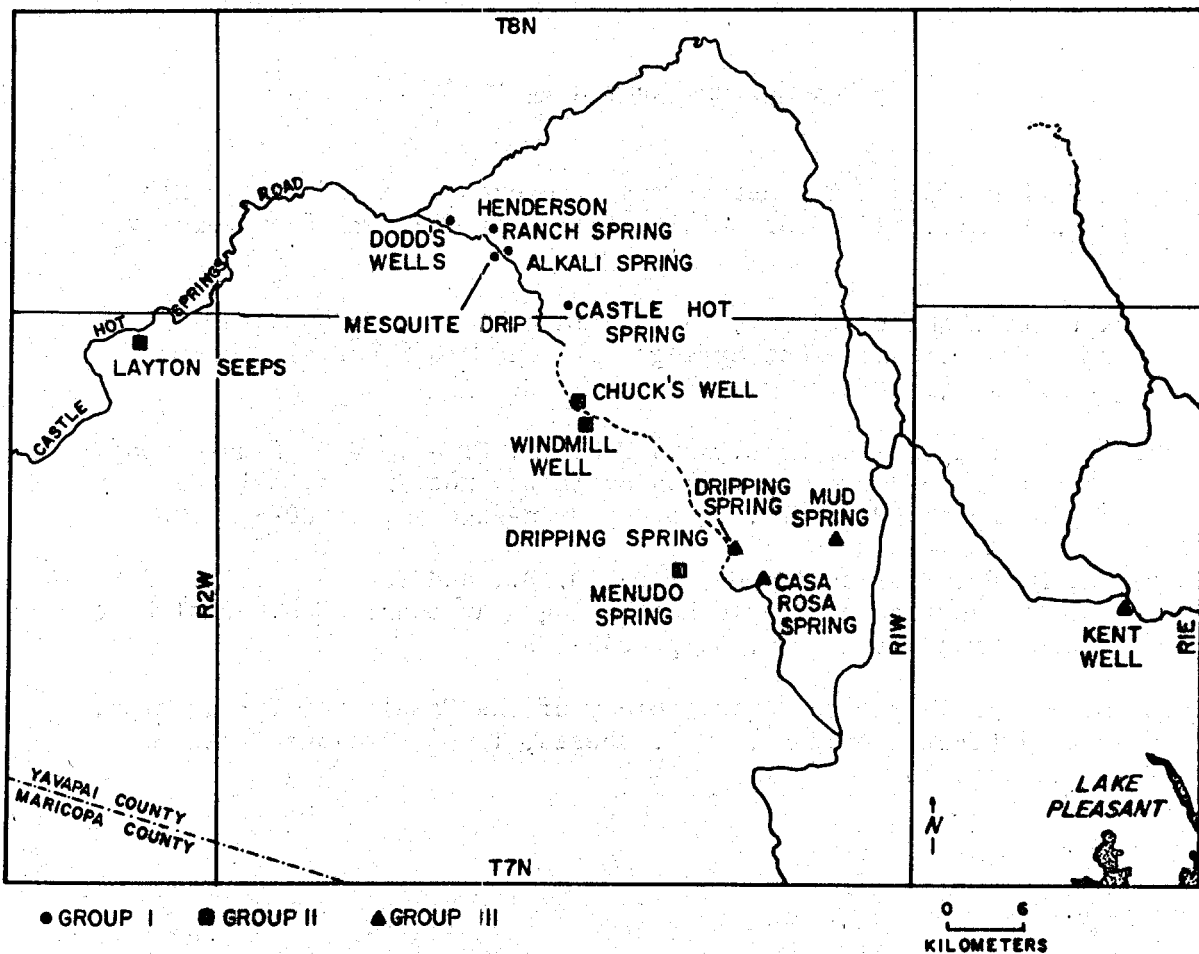 T8N
ROAD
HENDERSON
RANCH SPRING
DODD'S
WELLS
ALKALI SPRING
SPRINGS
HOT
CASTLE
MESQUITE DRIP
CASTLE HOT
SPRING
LAYTON SEEPS
CHUCK'S WELL
WINDMILL
WELL
DRIPPING
SPRING
MUD
SPRING
DRIPPING SPRING
R2W
MENUDO
SPRING
CASA
ROSA
SPRING
R1W
KENT
WELL
R1E
YAVAPAI COUNTY
MARICOPA COUNTY
LAKE
PLEASANT
N
T7N
GROUP I
GROUP II
GROUP III
0 6
KILOMETERS